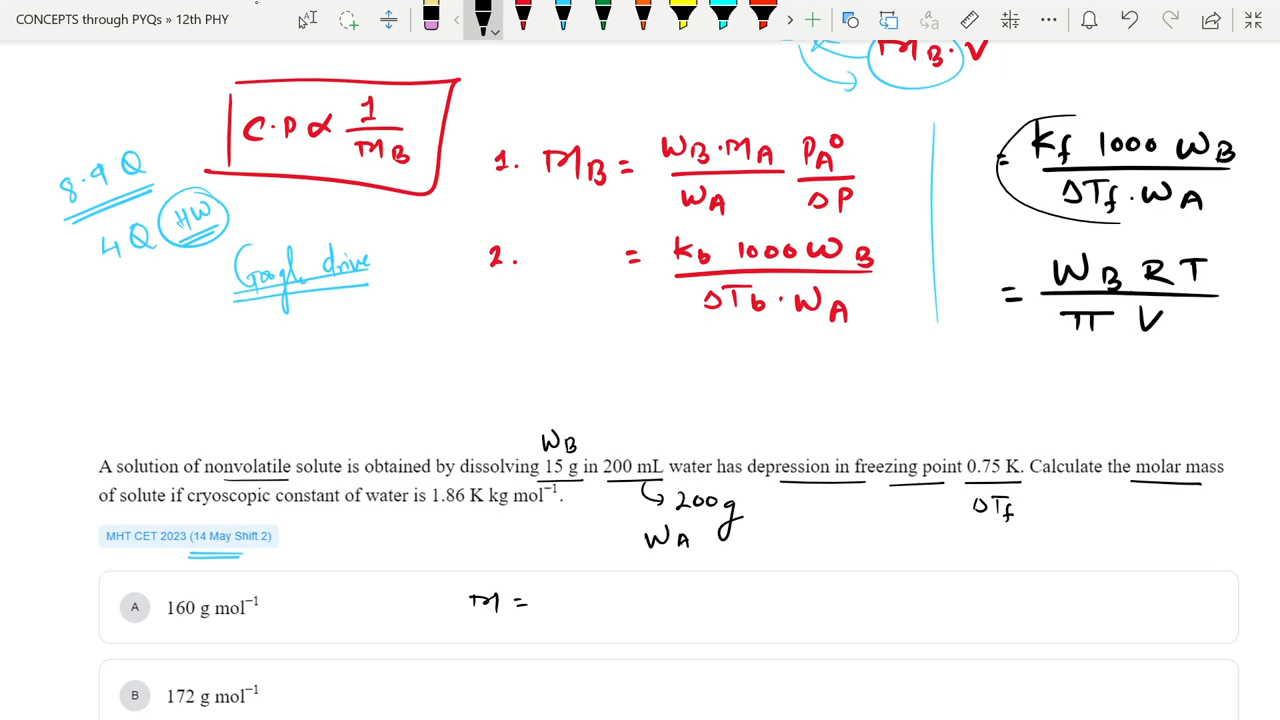 CONCEPTS through PYQs » 12th PHY
M_B · V
C.P ∝ 1/M_B
8-9 Q
4 Q HW
Google drive
1. M_B = W_B · M_A / W_A P_A° / ΔP
2. = K_b 1000 W_B / ΔT_b · W_A
= K_f 1000 W_B / ΔT_f · W_A
= W_B R T / π V
W_B
A solution of nonvolatile solute is obtained by dissolving 15 g in 200 mL water has depression in freezing point 0.75 K. Calculate the molar mass
of solute if cryoscopic constant of water is 1.86 K kg mol⁻¹.
200 g
W_A
ΔT_f
MHT CET 2023 (14 May Shift 2)
A 160 g mol⁻¹
M =
B 172 g mol⁻¹